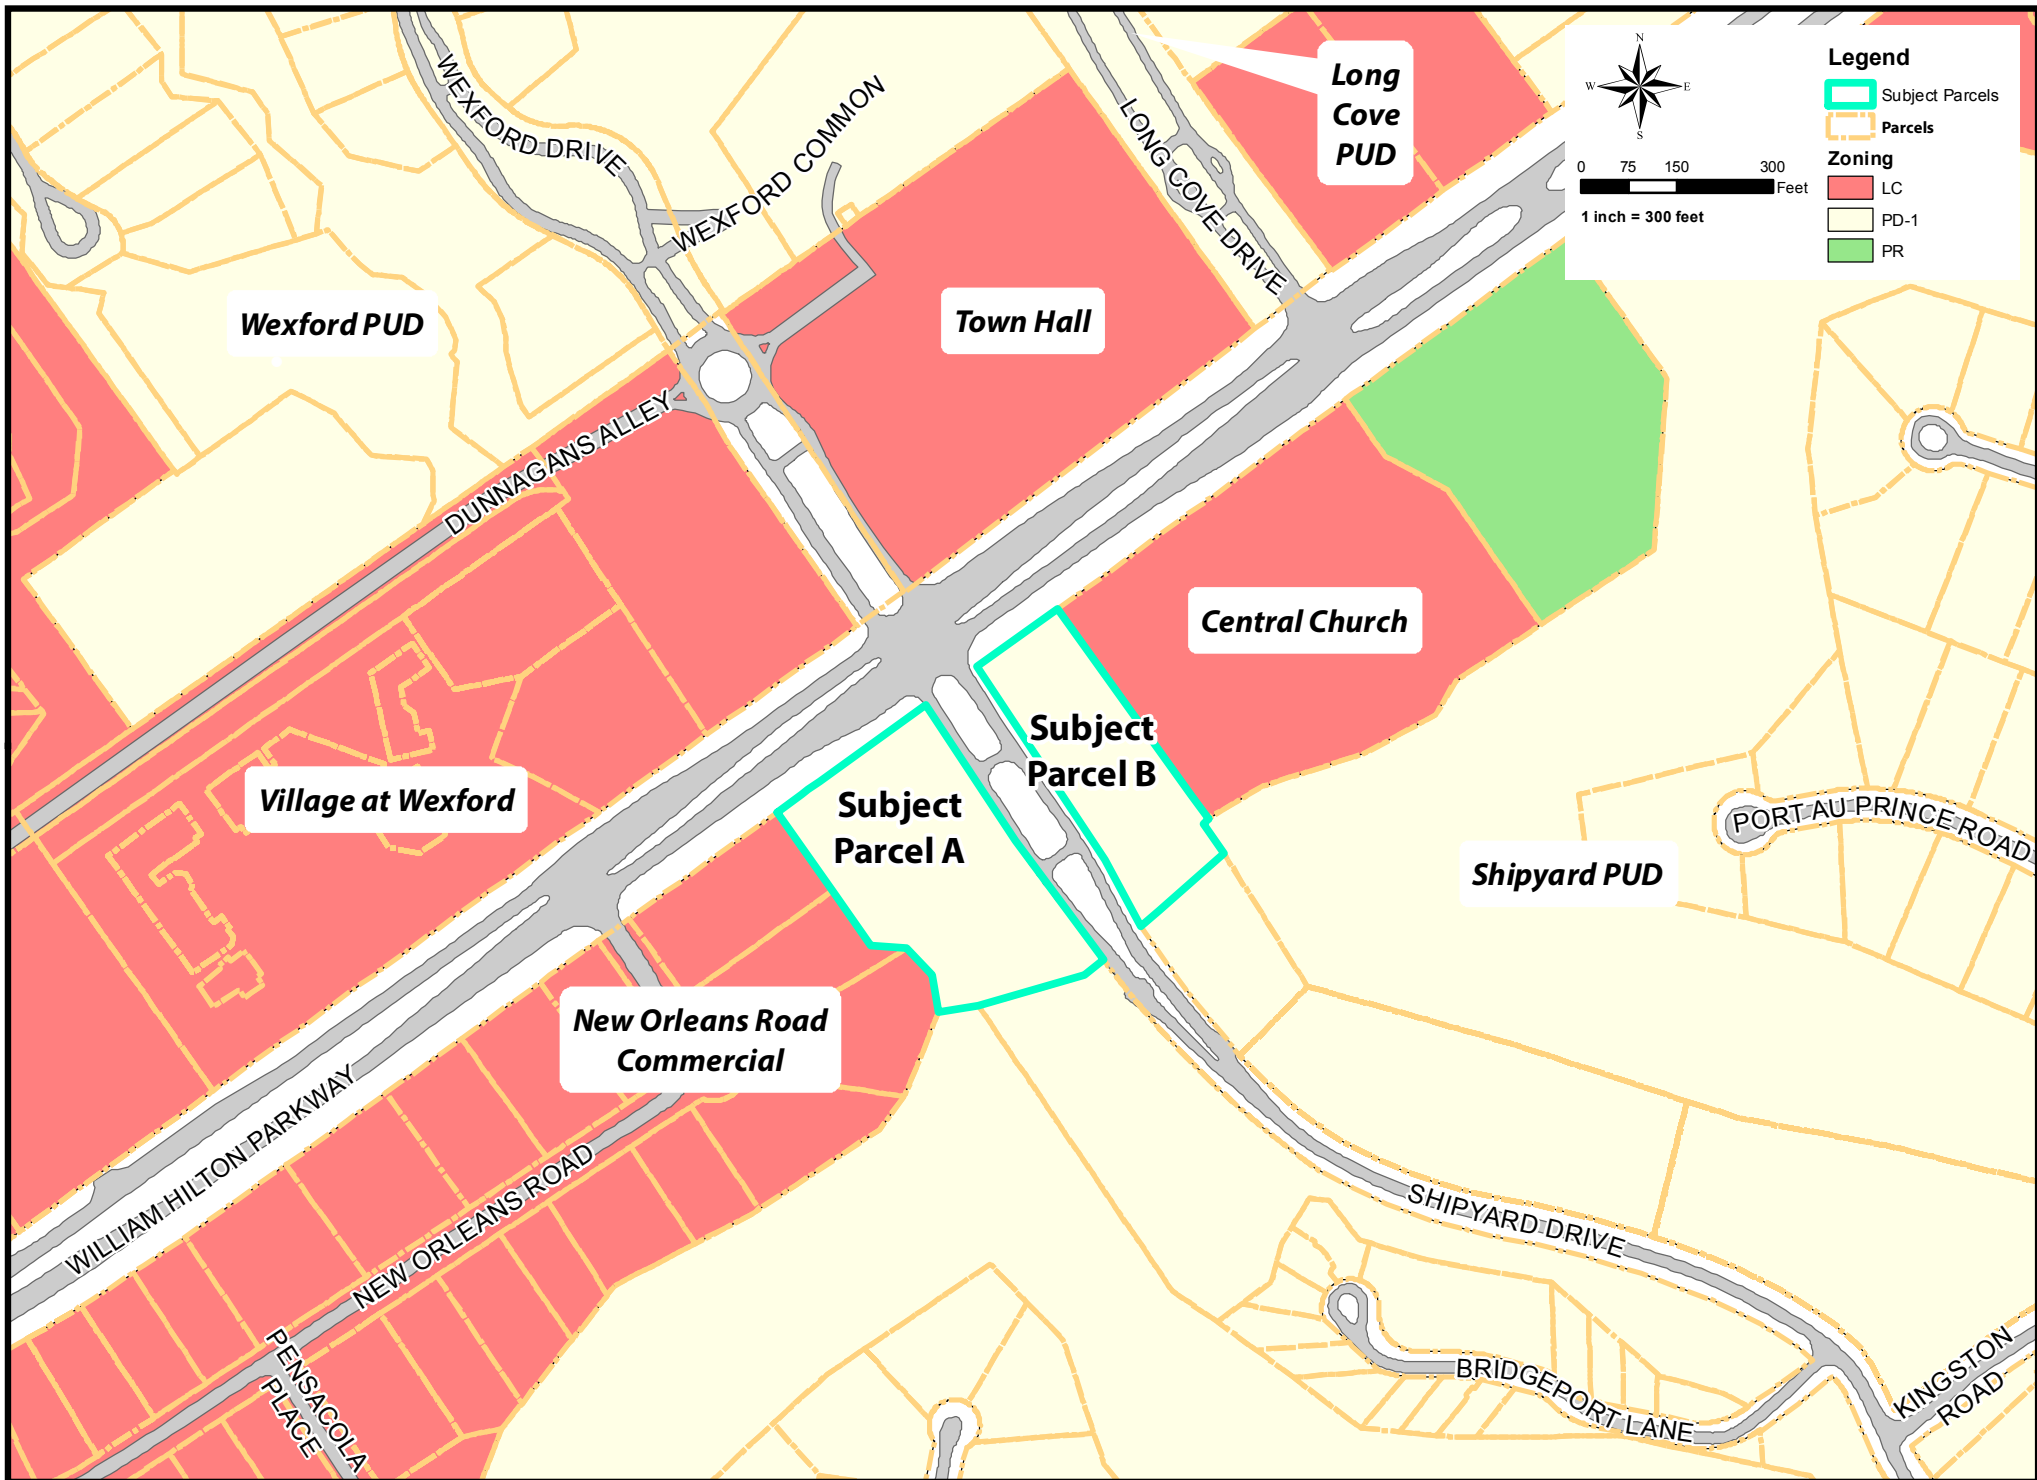 WEXFORD DRIVE
WEXFORD COMMON
LONG COVE DRIVE
Long
Cove
PUD
N
W
E
S
0 75 150 300
Feet
1 inch = 300 feet
Legend
Subject Parcels
Parcels
Zoning
LC
PD-1
PR
Wexford PUD
Town Hall
DUNNAGANS ALLEY
Central Church
Subject
Parcel B
Subject
Parcel A
Village at Wexford
PORT AU PRINCE ROAD
Shipyard PUD
New Orleans Road
Commercial
WILLIAM HILTON PARKWAY
NEW ORLEANS ROAD
PENSACOLA
PLACE
SHIPYARD DRIVE
BRIDGEPORT LANE
KINGSTON
ROAD